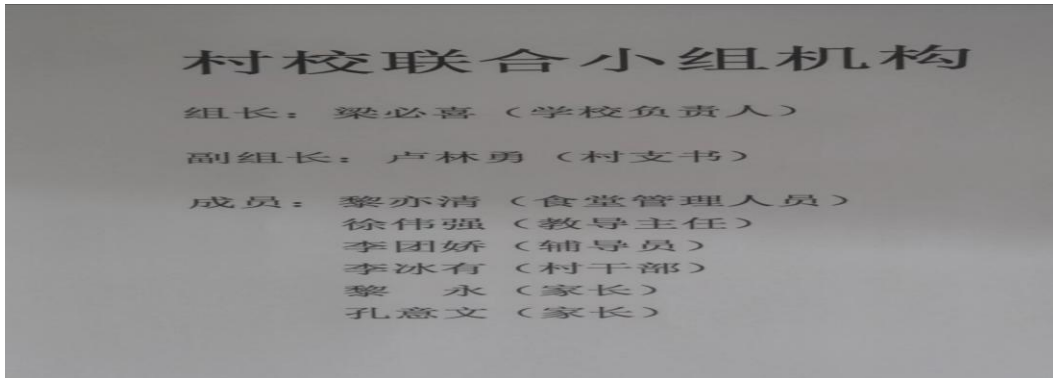 村校联合小组机构
组长：梁必喜（学校负责人）
副组长：卢林勇（村支书）
成员：黎亦清（食堂管理人员）
徐伟强（教导主任）
李团娇（辅导员）
李冰有（村干部）
黎　永（家长）
孔意文（家长）